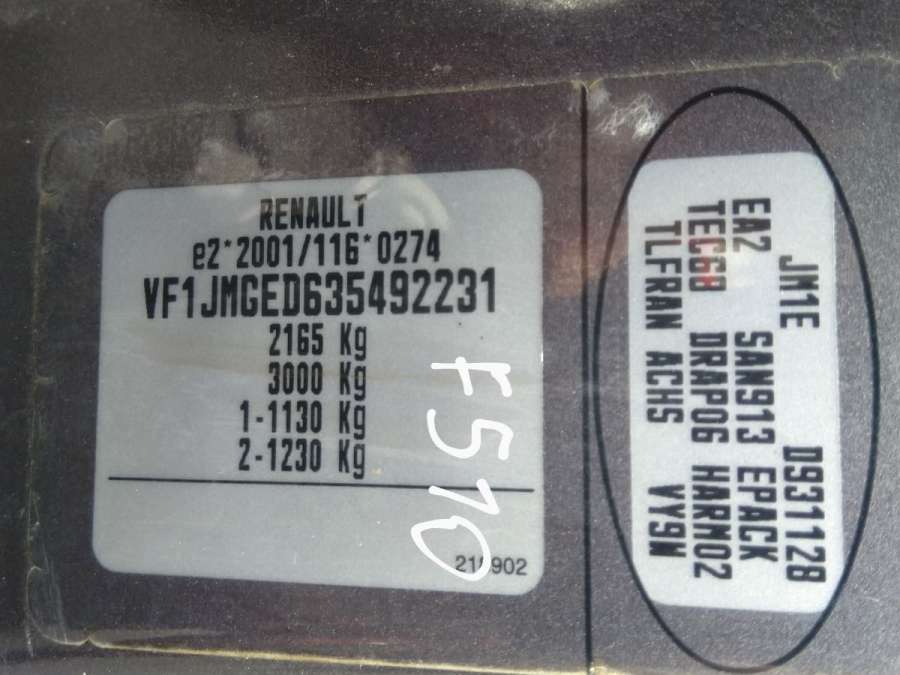 RENAULT
e2*2001/116*0274
VF1JMGED635492231
2165 Kg
3000 Kg
1-1130 Kg
2-1230 Kg
F510
JM1E D931128
EA2 SAN913 EPACK
TEC60 DRAP06 HARM02
TLFRAN ACHS VY9W